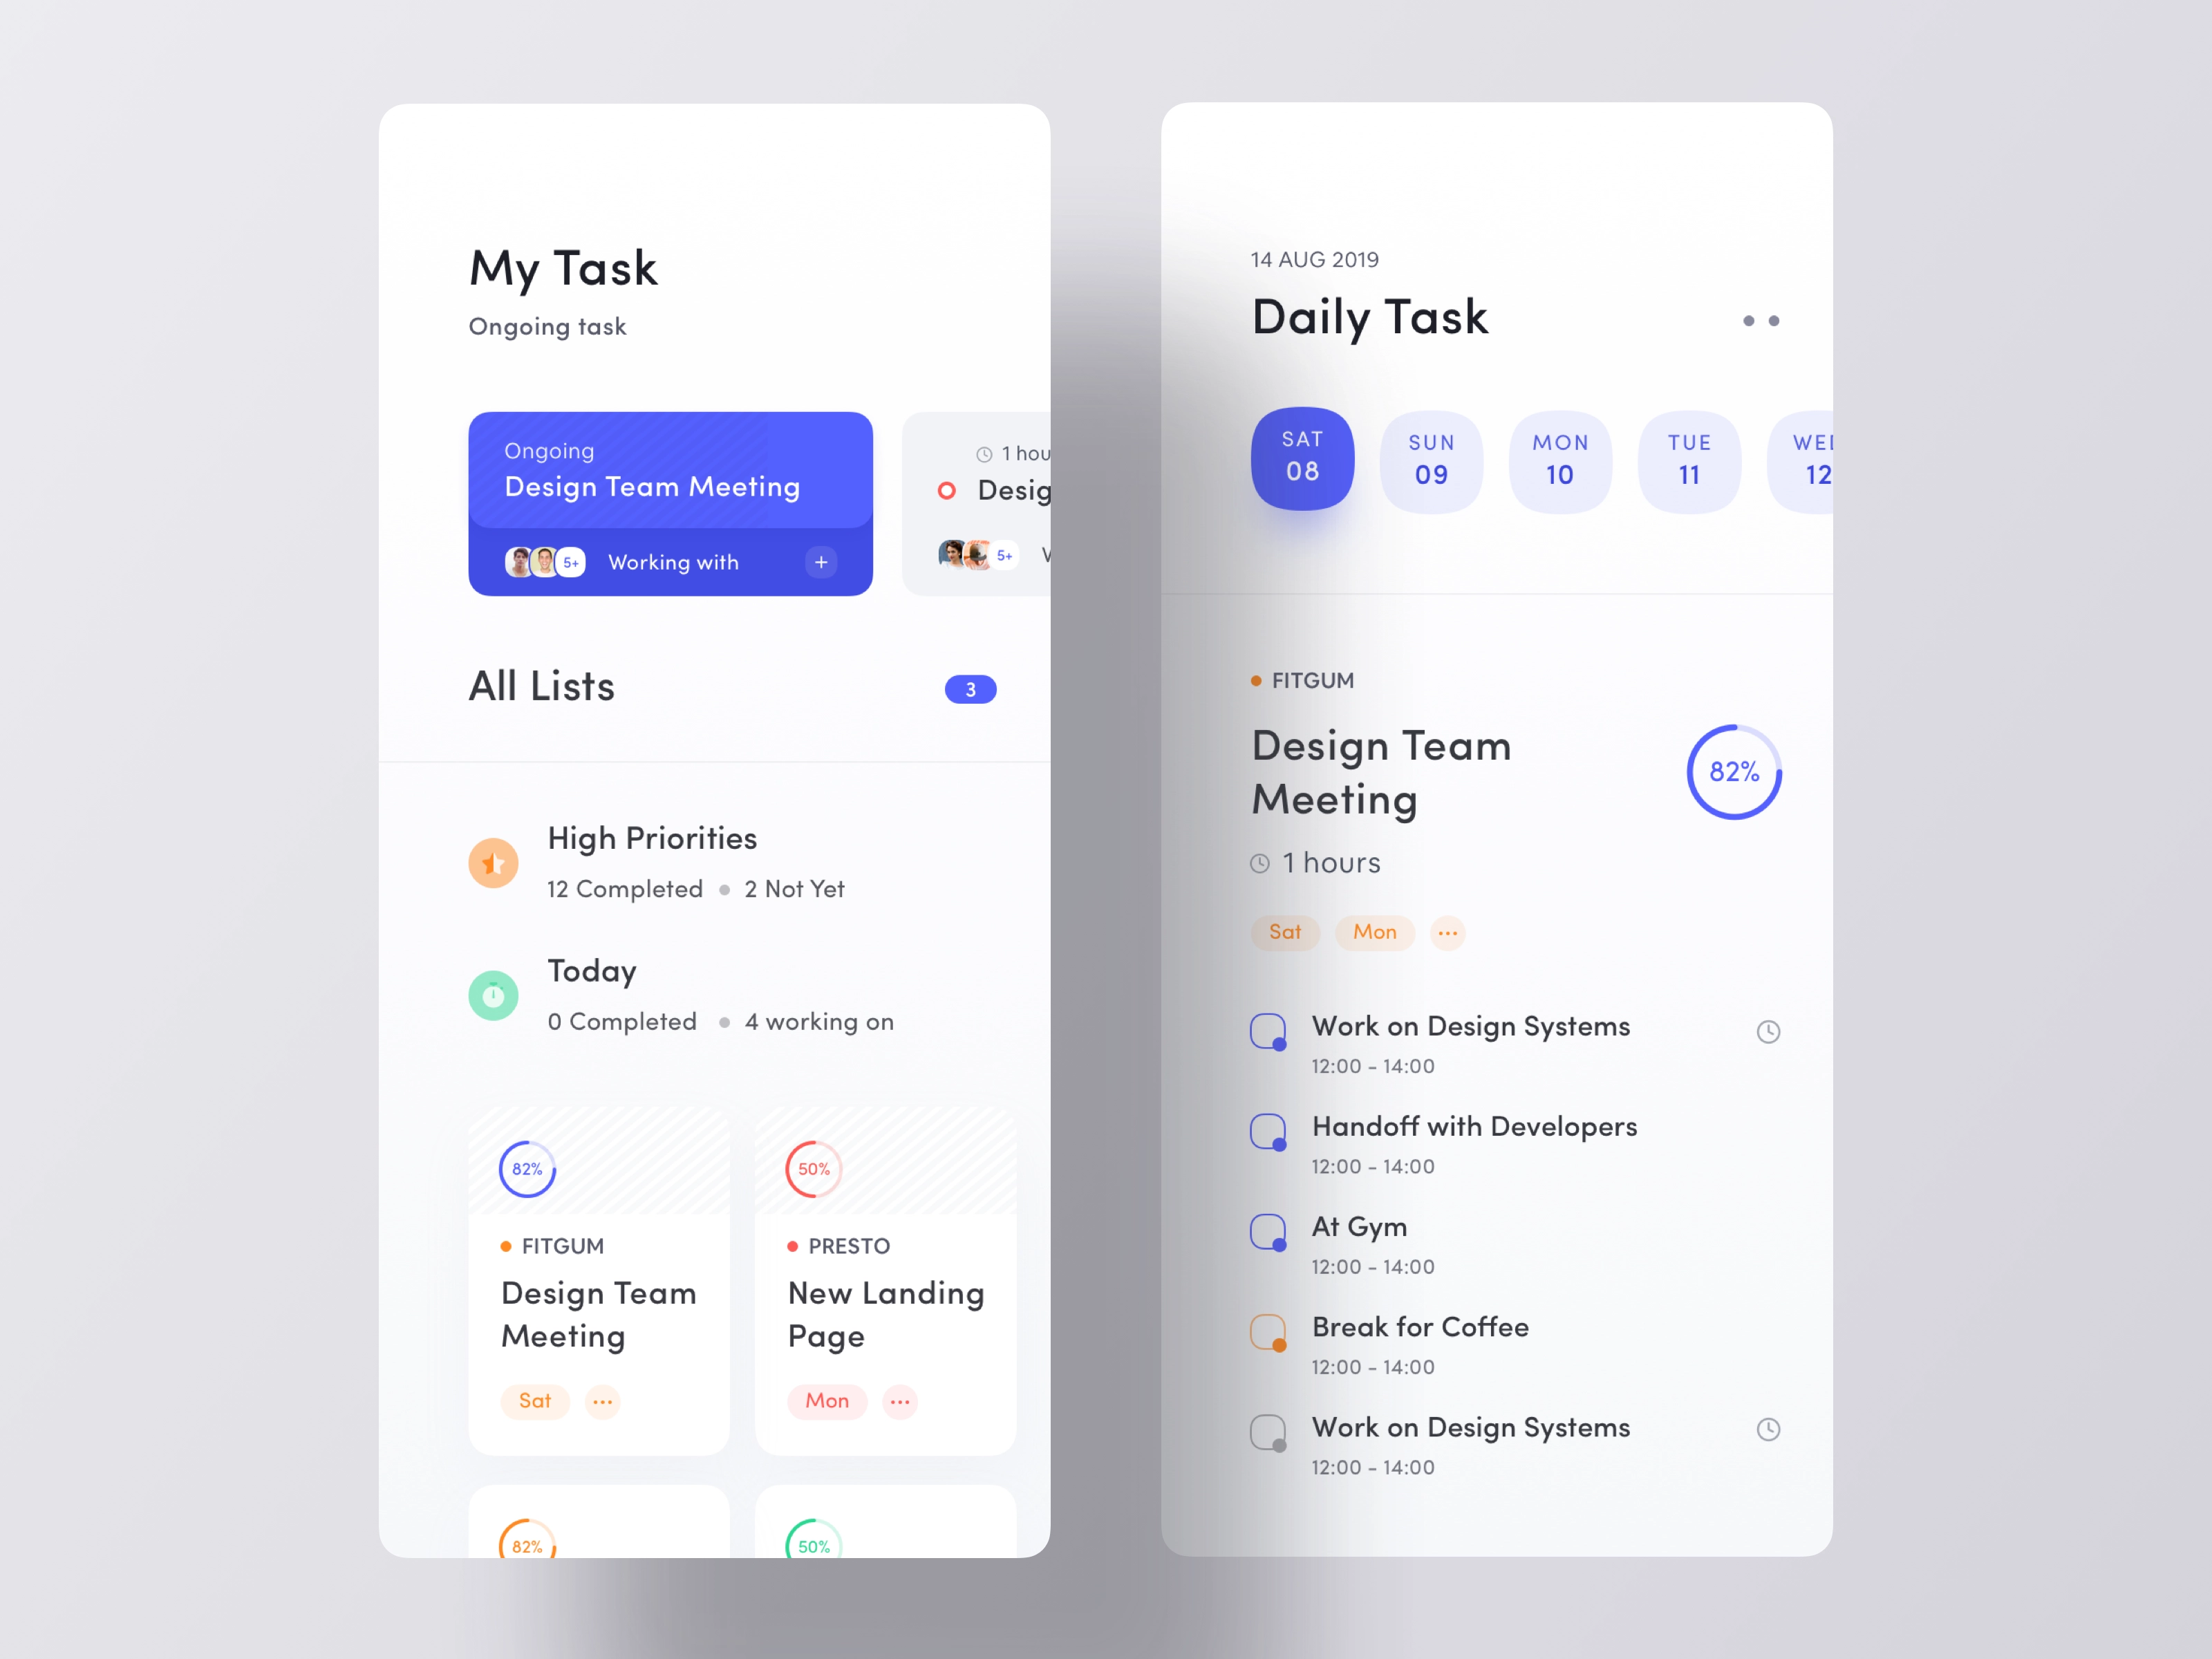 My Task
Ongoing task
Ongoing
Design Team Meeting
5+
Working with
+
1 hou
Desig
5+
All Lists
3
High Priorities
12 Completed
2 Not Yet
Today
0 Completed
4 working on
82%
FITGUM
Design Team
Meeting
Sat
50%
PRESTO
New Landing
Page
Mon
82%
50%
14 AUG 2019
Daily Task
SAT
08
SUN
09
MON
10
TUE
11
WED
12
FITGUM
Design Team
Meeting
82%
1 hours
Sat
Mon
Work on Design Systems
12:00 - 14:00
Handoff with Developers
12:00 - 14:00
At Gym
12:00 - 14:00
Break for Coffee
12:00 - 14:00
Work on Design Systems
12:00 - 14:00